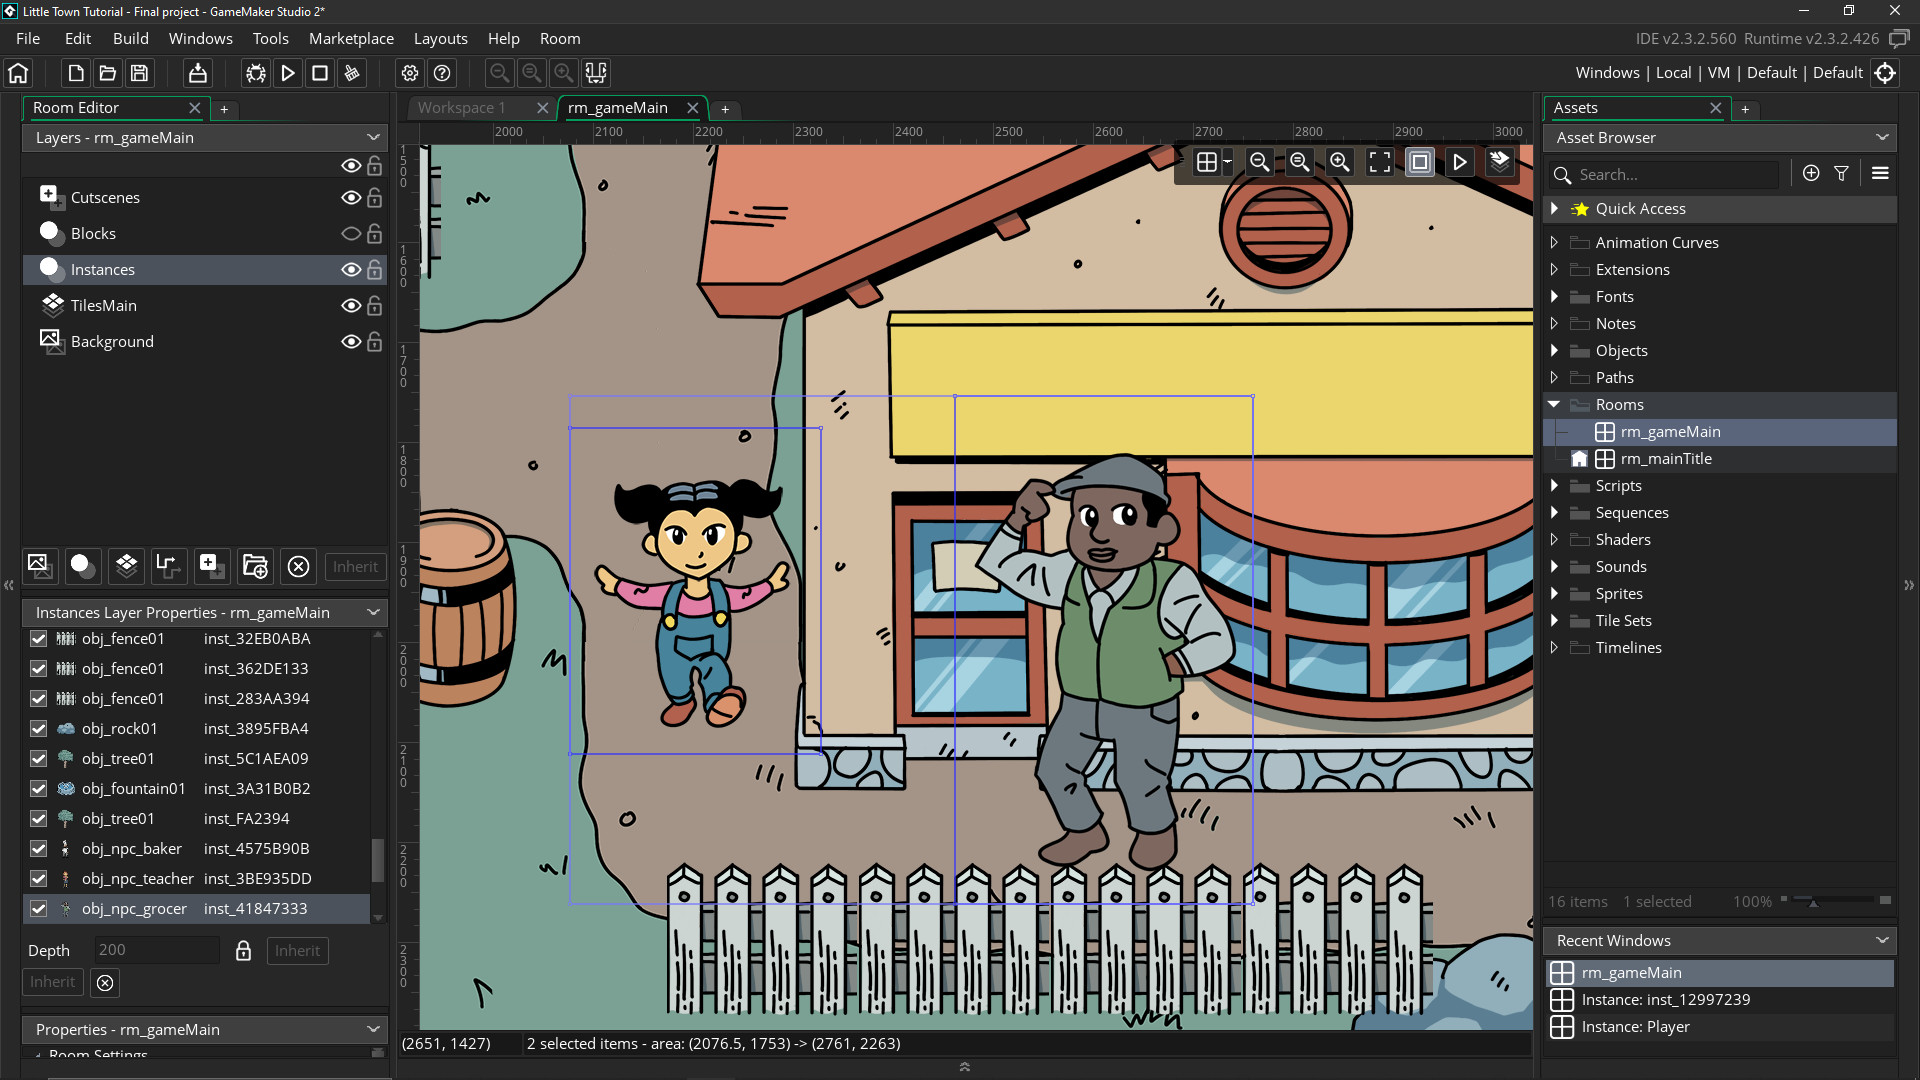 Little Town Tutorial - Final project - GameMaker Studio 2*
File Edit Build Windows Tools Marketplace Layouts Help Room
IDE v2.3.2.560 Runtime v2.3.2.426
Windows | Local | VM | Default | Default
Room Editor
Layers - rm_gameMain
Cutscenes
Blocks
Instances
TilesMain
Background
Inherit
Instances Layer Properties - rm_gameMain
obj_fence01 inst_32EB0ABA
obj_fence01 inst_362DE133
obj_fence01 inst_283AA394
obj_rock01 inst_3895FBA4
obj_tree01 inst_5C1AEA09
obj_fountain01 inst_3A31B0B2
obj_tree01 inst_FA2394
obj_npc_baker inst_4575B90B
obj_npc_teacher inst_3BE935DD
obj_npc_grocer inst_41847333
Depth 200 Inherit
Inherit
Properties - rm_gameMain
Room Settings
Workspace 1 rm_gameMain
2000 2100 2200 2300 2400 2500 2600 2700 2800 2900 3000
1500
1600
1700
1800
1900
2000
2100
2200
2300
(2651, 1427) 2 selected items - area: (2076.5, 1753) -> (2761, 2263)
Assets
Asset Browser
Search...
Quick Access
Animation Curves
Extensions
Fonts
Notes
Objects
Paths
Rooms
rm_gameMain
rm_mainTitle
Scripts
Sequences
Shaders
Sounds
Sprites
Tile Sets
Timelines
16 items 1 selected 100%
Recent Windows
rm_gameMain
Instance: inst_12997239
Instance: Player